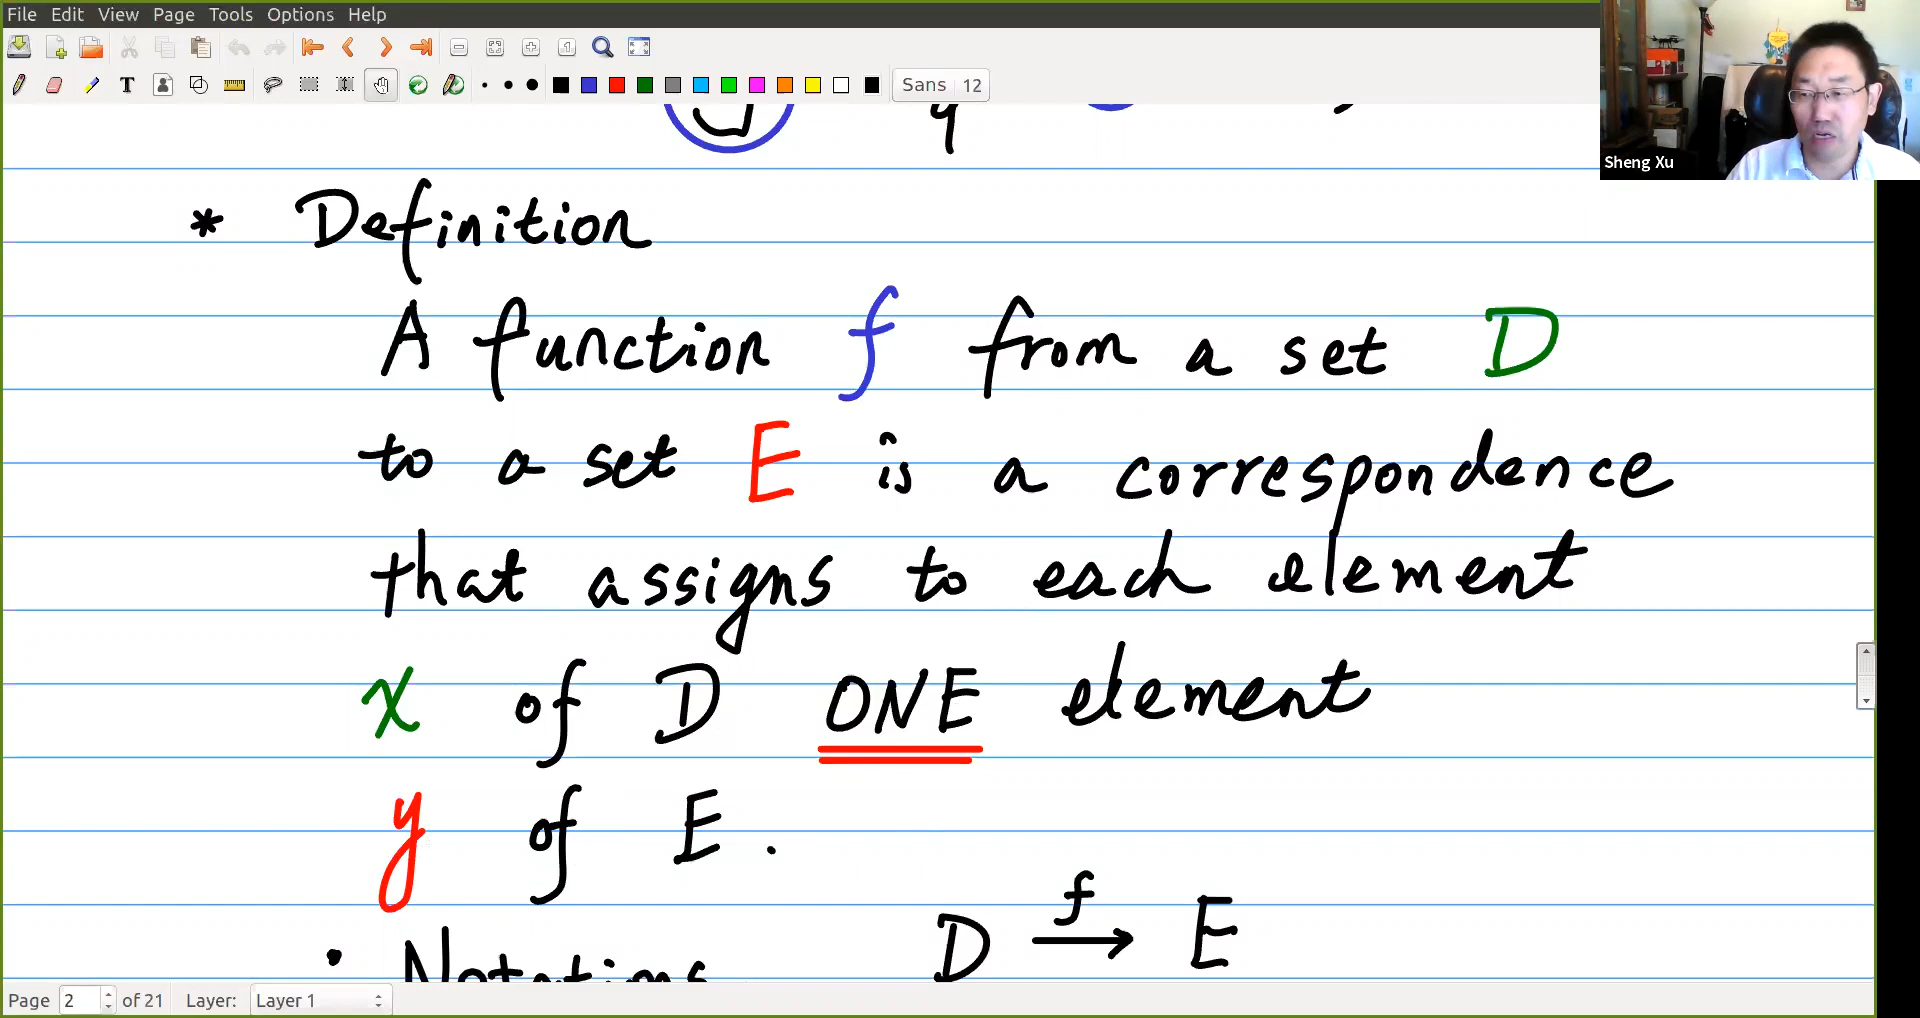 File Edit View Page Tools Options Help
Sans 12
Sheng Xu
* Definition
A function f from a set D
to a set E is a correspondence
that assigns to each element
x of D ONE element
y of E.
• Notations D f→ E
Page 2 of 21 Layer: Layer 1